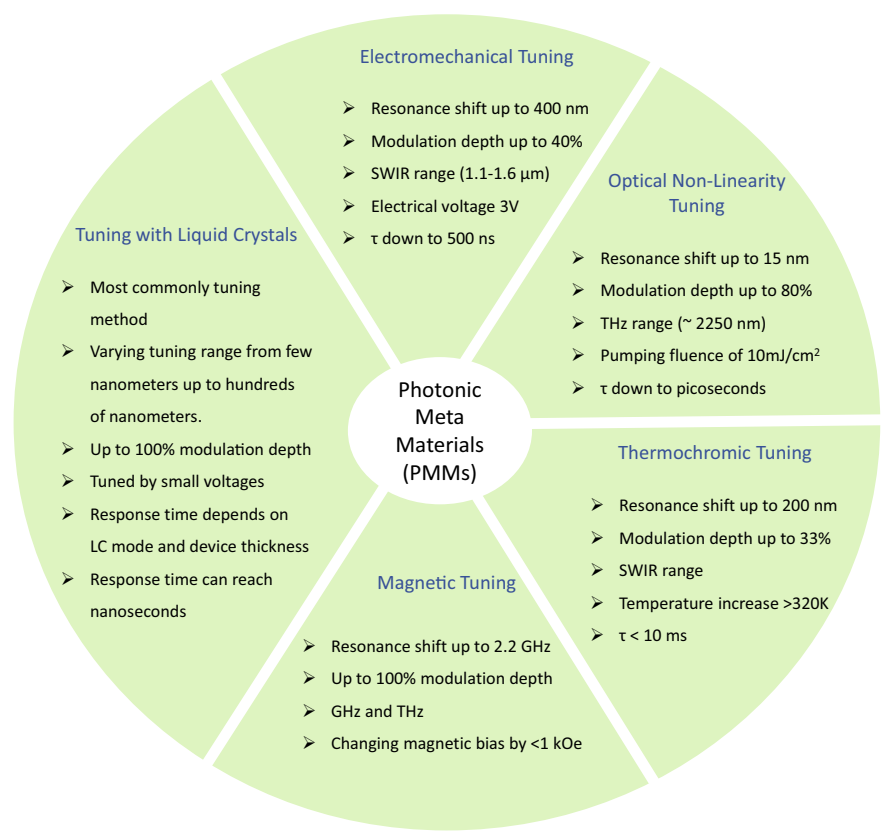 Electromechanical Tuning
➢ Resonance shift up to 400 nm
➢ Modulation depth up to 40%
➢ SWIR range (1.1-1.6 μm)
➢ Electrical voltage 3V
➢ τ down to 500 ns
Optical Non-Linearity
Tuning
➢ Resonance shift up to 15 nm
➢ Modulation depth up to 80%
➢ THz range (~ 2250 nm)
➢ Pumping fluence of 10mJ/cm²
➢ τ down to picoseconds
Thermochromic Tuning
➢ Resonance shift up to 200 nm
➢ Modulation depth up to 33%
➢ SWIR range
➢ Temperature increase >320K
➢ τ < 10 ms
Magnetic Tuning
➢ Resonance shift up to 2.2 GHz
➢ Up to 100% modulation depth
➢ GHz and THz
➢ Changing magnetic bias by <1 kOe
Tuning with Liquid Crystals
➢ Most commonly tuning
method
➢ Varying tuning range from few
nanometers up to hundreds
of nanometers.
➢ Up to 100% modulation depth
➢ Tuned by small voltages
➢ Response time depends on
LC mode and device thickness
➢ Response time can reach
nanoseconds
Photonic
Meta
Materials
(PMMs)